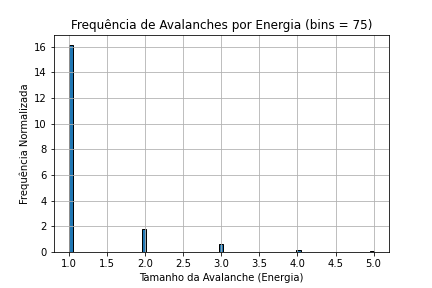 Frequência de Avalanches por Energia (bins = 75)
Frequência Normalizada
16
14
12
10
8
6
4
2
0
1.0 1.5 2.0 2.5 3.0 3.5 4.0 4.5 5.0
Tamanho da Avalanche (Energia)